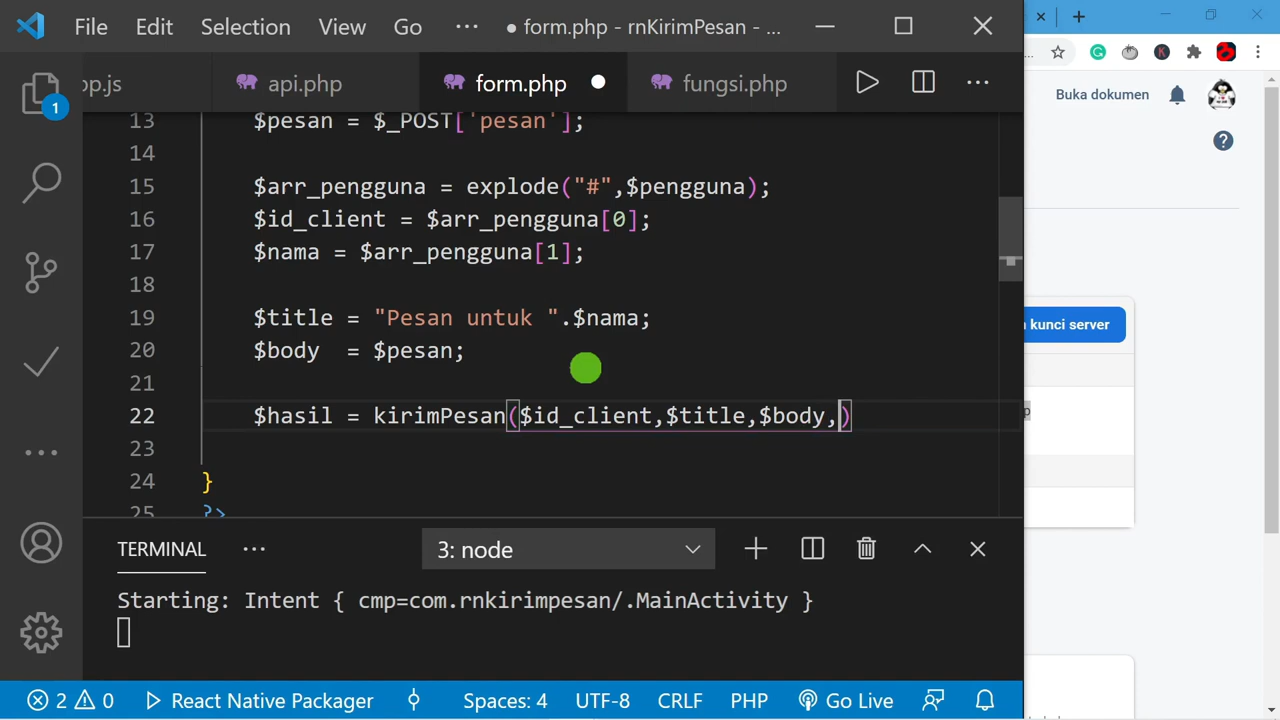 File Edit Selection View Go ··· ● form.php - rnKirimPesan - ...
pp.js api.php form.php fungsi.php
13 $pesan = $_POST['pesan'];
14
15 $arr_pengguna = explode("#",$pengguna);
16 $id_client = $arr_pengguna[0];
17 $nama = $arr_pengguna[1];
18
19 $title = "Pesan untuk ".$nama;
20 $body  = $pesan;
21
22 $hasil = kirimPesan($id_client,$title,$body,)
23
24 }
25 ?>
1
TERMINAL ··· 3: node
Starting: Intent { cmp=com.rnkirimpesan/.MainActivity }
2 0 React Native Packager Spaces: 4 UTF-8 CRLF PHP Go Live
Buka dokumen
kunci server
p